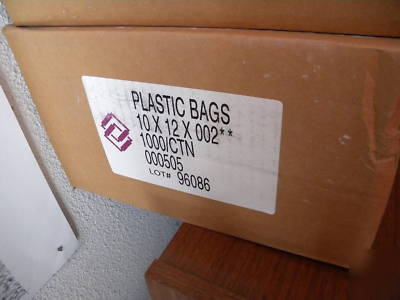 PLASTIC BAGS
10 X 12 X 002**
1000/CTN
000505
LOT# 96086